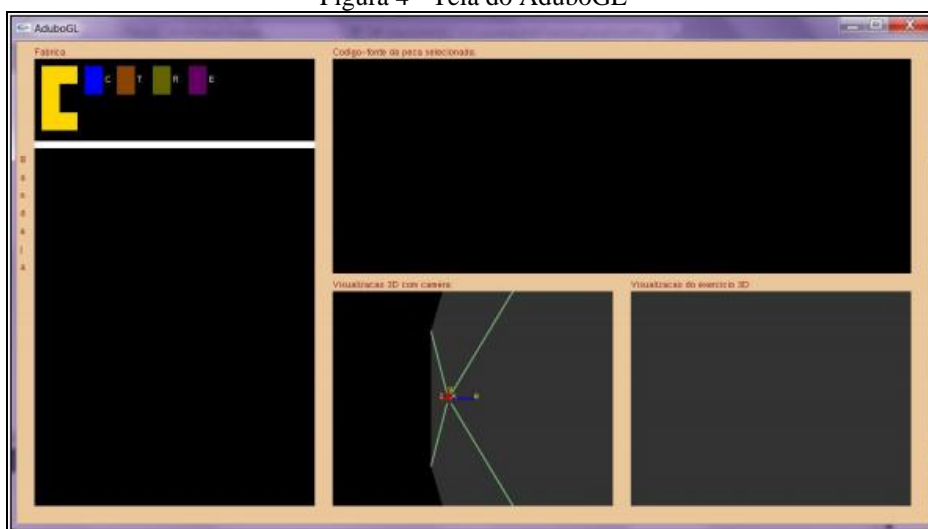 Figura 4 - Tela do AduboGL
AduboGL
Fabrica
Codigo-fonte da peca selecionada:
C T R E
B
a
n
d
e
j
a
Visualizacao 3D com camera:
Visualizacao do exercicio 3D